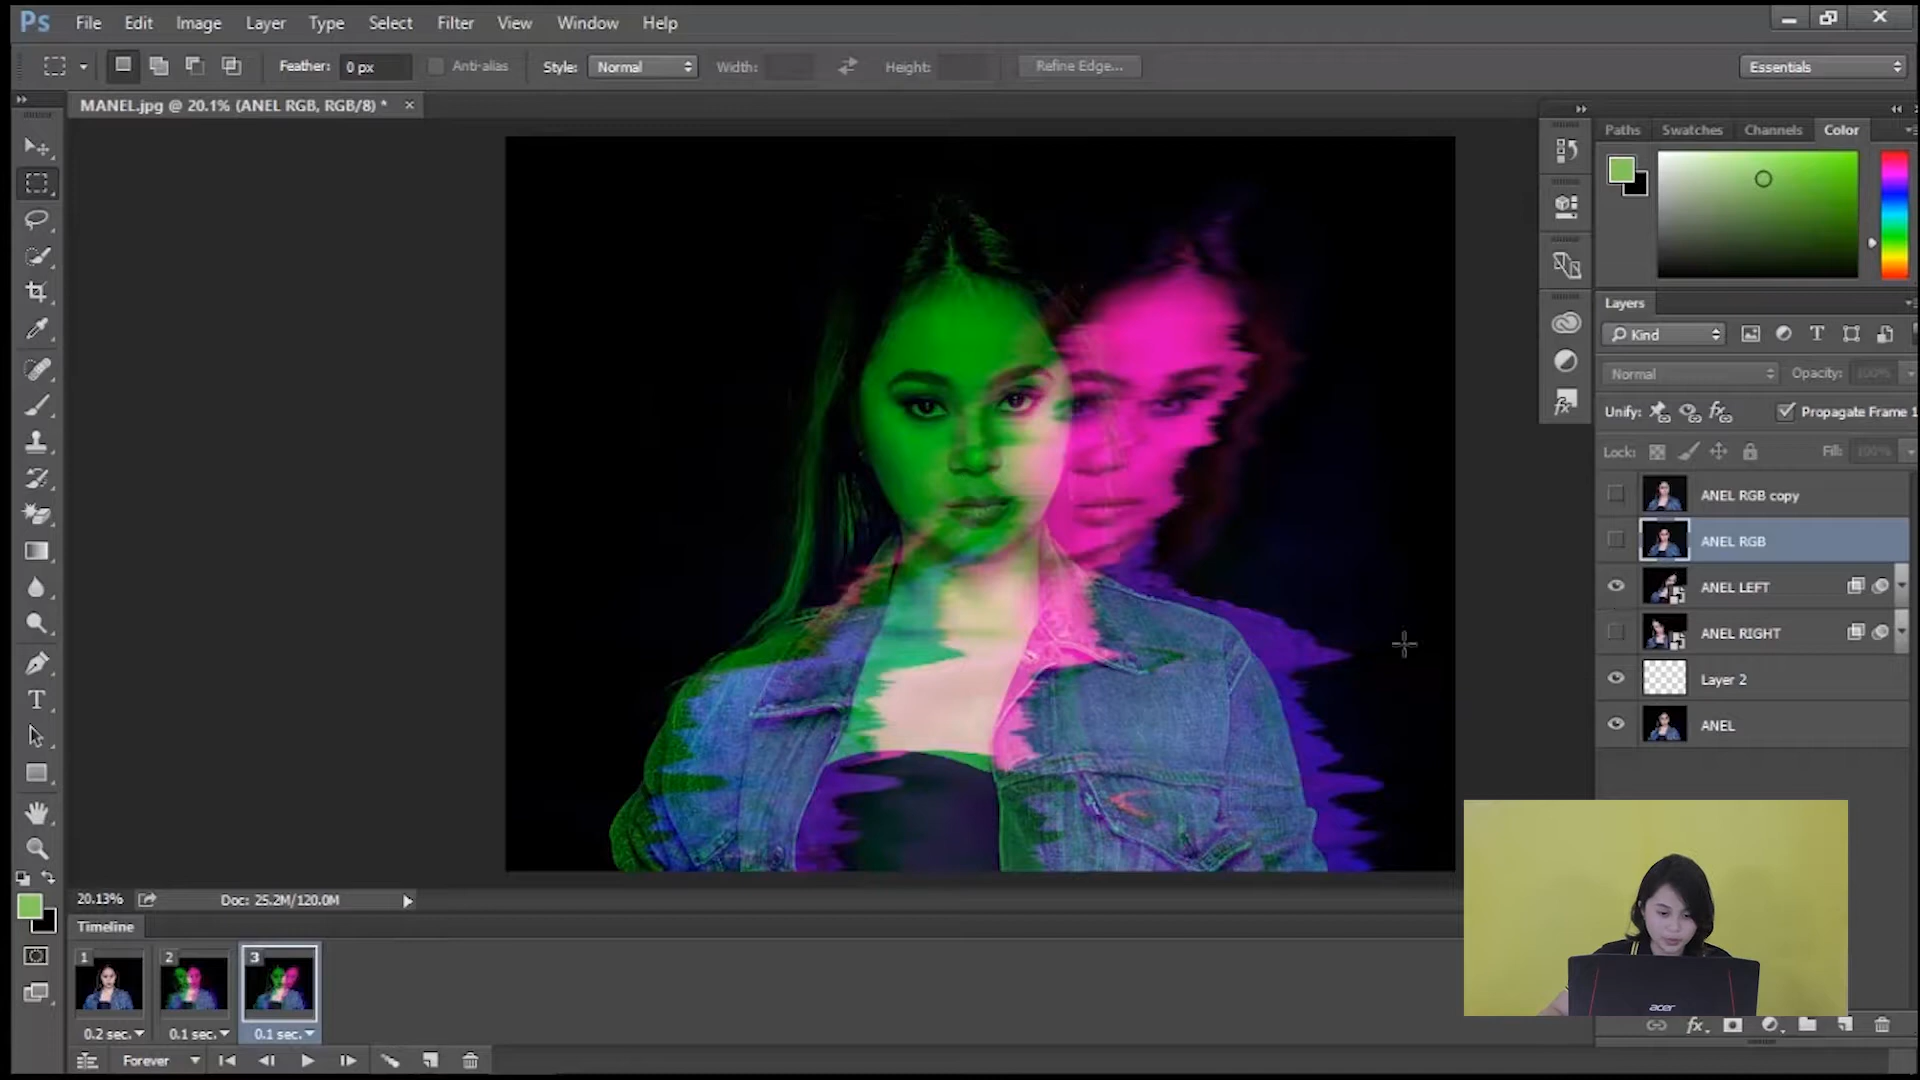 Ps File Edit Image Layer Type Select Filter View Window Help
Feather: 0 px Anti-alias Style: Normal Width: Height: Refine Edge... Essentials
MANEL.jpg @ 20.1% (ANEL RGB, RGB/8) * ×
Paths Swatches Channels Color
Layers
Kind
Normal Opacity: 100%
Unify: Propagate Frame 1
Lock: Fill: 100%
ANEL RGB copy
ANEL RGB
ANEL LEFT
ANEL RIGHT
Layer 2
ANEL
20.13% Doc: 25.2M/120.0M
Timeline
1 2 3
0.2 sec. 0.1 sec. 0.1 sec.
Forever
acer
fx